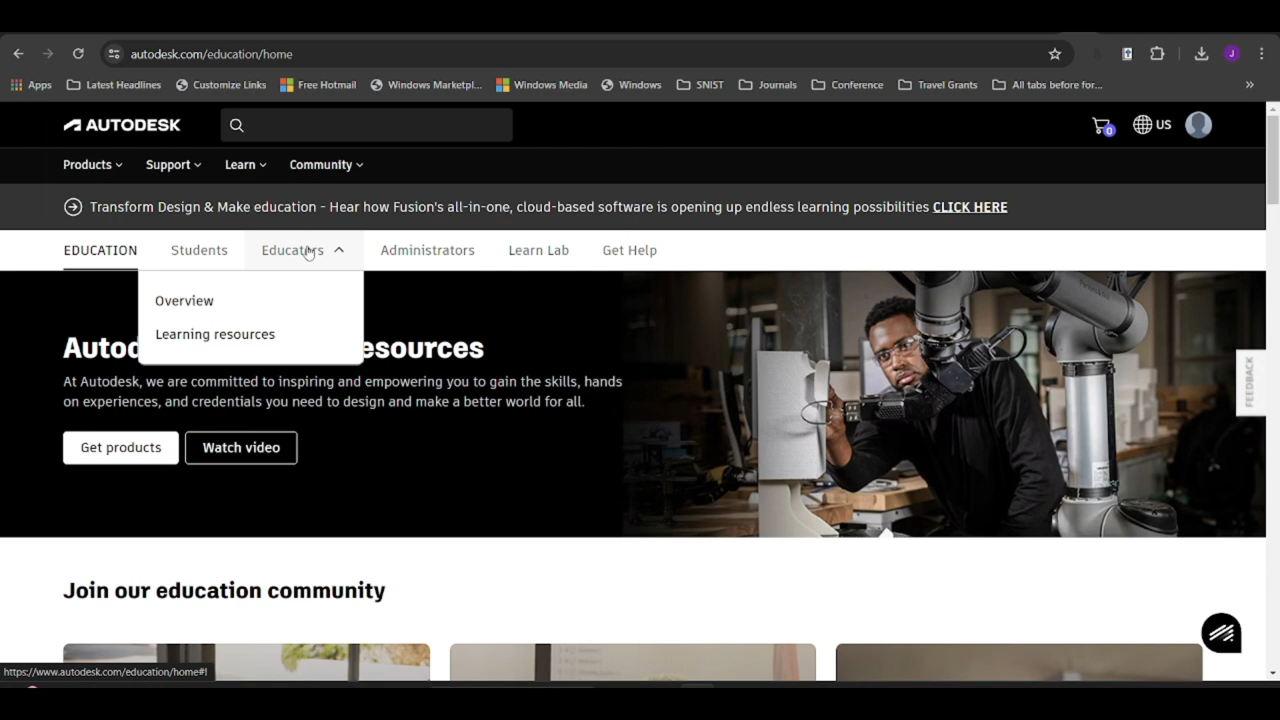 autodesk.com/education/home
J
Apps Latest Headlines Customize Links Free Hotmail Windows Marketpl... Windows Media Windows SNIST Journals Conference Travel Grants All tabs before for... »
AUTODESK
0 US
Products Support Learn Community
Transform Design & Make education - Hear how Fusion's all-in-one, cloud-based software is opening up endless learning possibilities CLICK HERE
EDUCATION Students Educators Administrators Learn Lab Get Help
Overview
Learning resources
esources
At Autodesk, we are committed to inspiring and empowering you to gain the skills, hands
on experiences, and credentials you need to design and make a better world for all.
FEEDBACK
Get products Watch video
Join our education community
https://www.autodesk.com/education/home#!